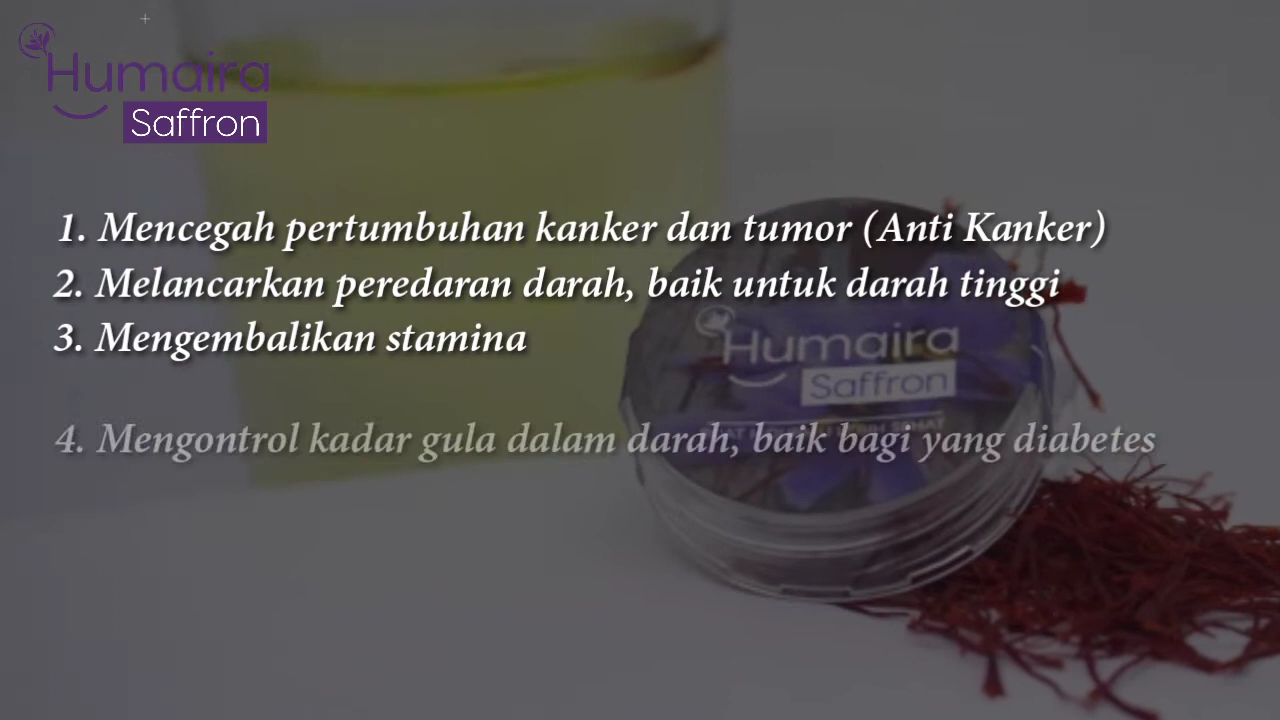 Humaira
Saffron
1. Mencegah pertumbuhan kanker dan tumor (Anti Kanker)
2. Melancarkan peredaran darah, baik untuk darah tinggi
3. Mengembalikan stamina
Humaira
Saffron
4. Mengontrol kadar gula dalam darah, baik bagi yang diabetes